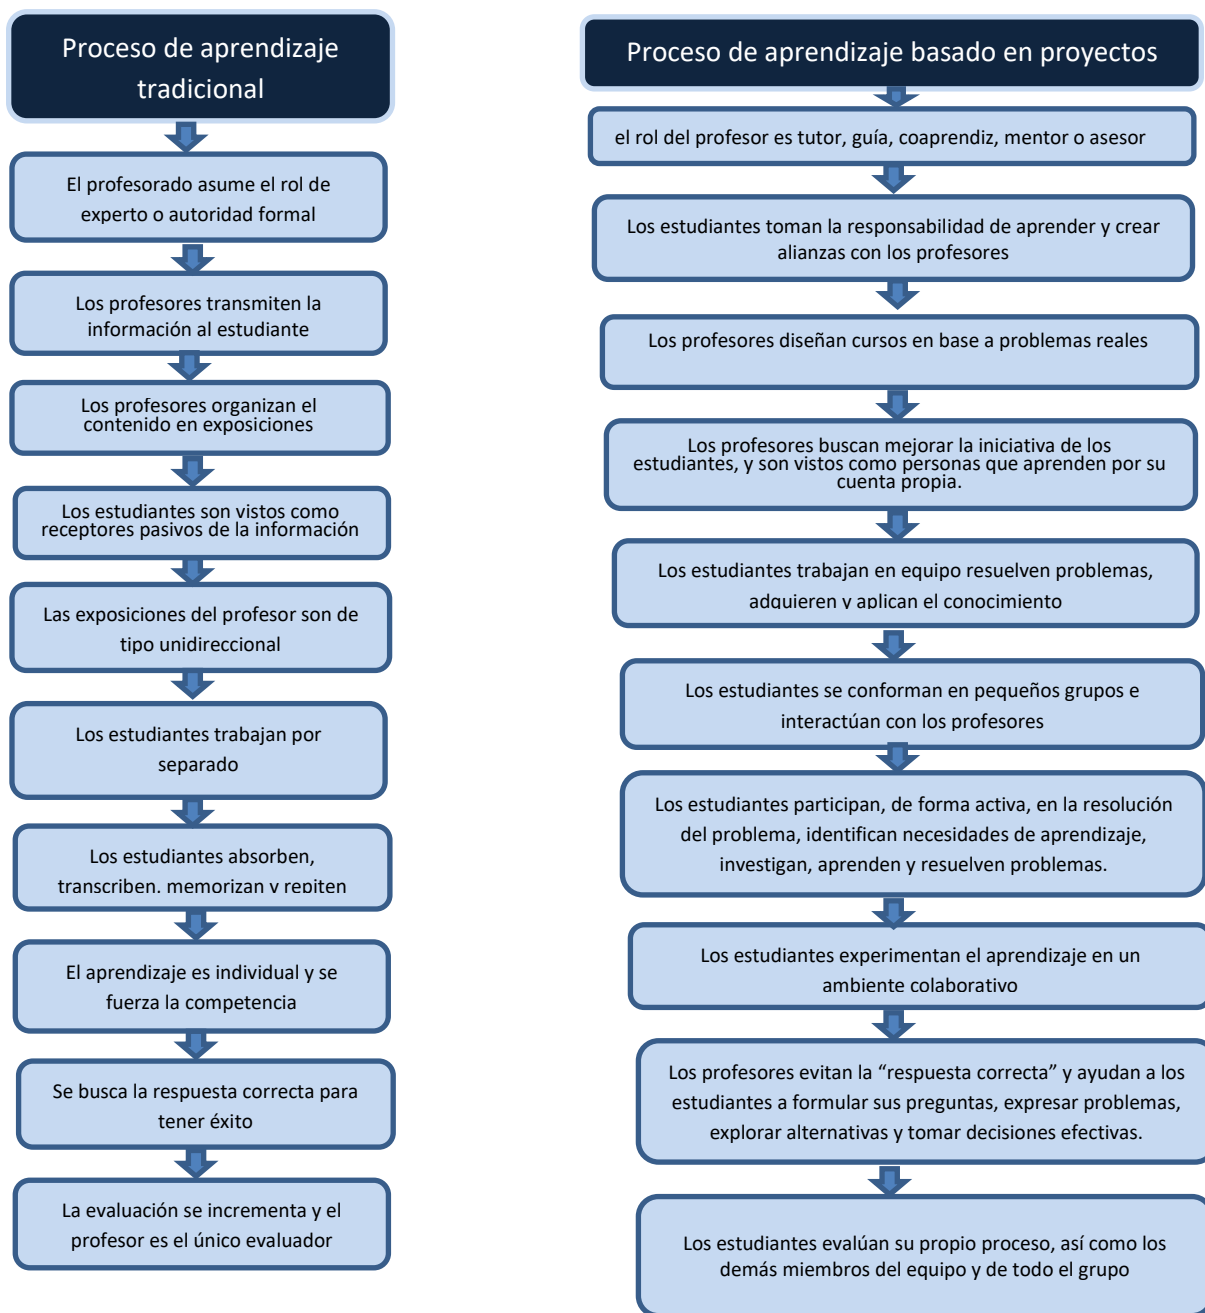 Proceso de aprendizaje
tradicional
El profesorado asume el rol de
experto o autoridad formal
Los profesores transmiten la
información al estudiante
Los profesores organizan el
contenido en exposiciones
Los estudiantes son vistos como
receptores pasivos de la información
Las exposiciones del profesor son de
tipo unidireccional
Los estudiantes trabajan por
separado
Los estudiantes absorben,
transcriben, memorizan y repiten
El aprendizaje es individual y se
fuerza la competencia
Se busca la respuesta correcta para
tener éxito
La evaluación se incrementa y el
profesor es el único evaluador
Proceso de aprendizaje basado en proyectos
el rol del profesor es tutor, guía, coaprendiz, mentor o asesor
Los estudiantes toman la responsabilidad de aprender y crear
alianzas con los profesores
Los profesores diseñan cursos en base a problemas reales
Los profesores buscan mejorar la iniciativa de los
estudiantes, y son vistos como personas que aprenden por su
cuenta propia.
Los estudiantes trabajan en equipo resuelven problemas,
adquieren y aplican el conocimiento
Los estudiantes se conforman en pequeños grupos e
interactúan con los profesores
Los estudiantes participan, de forma activa, en la resolución
del problema, identifican necesidades de aprendizaje,
investigan, aprenden y resuelven problemas.
Los estudiantes experimentan el aprendizaje en un
ambiente colaborativo
Los profesores evitan la “respuesta correcta” y ayudan a los
estudiantes a formular sus preguntas, expresar problemas,
explorar alternativas y tomar decisiones efectivas.
Los estudiantes evalúan su propio proceso, así como los
demás miembros del equipo y de todo el grupo